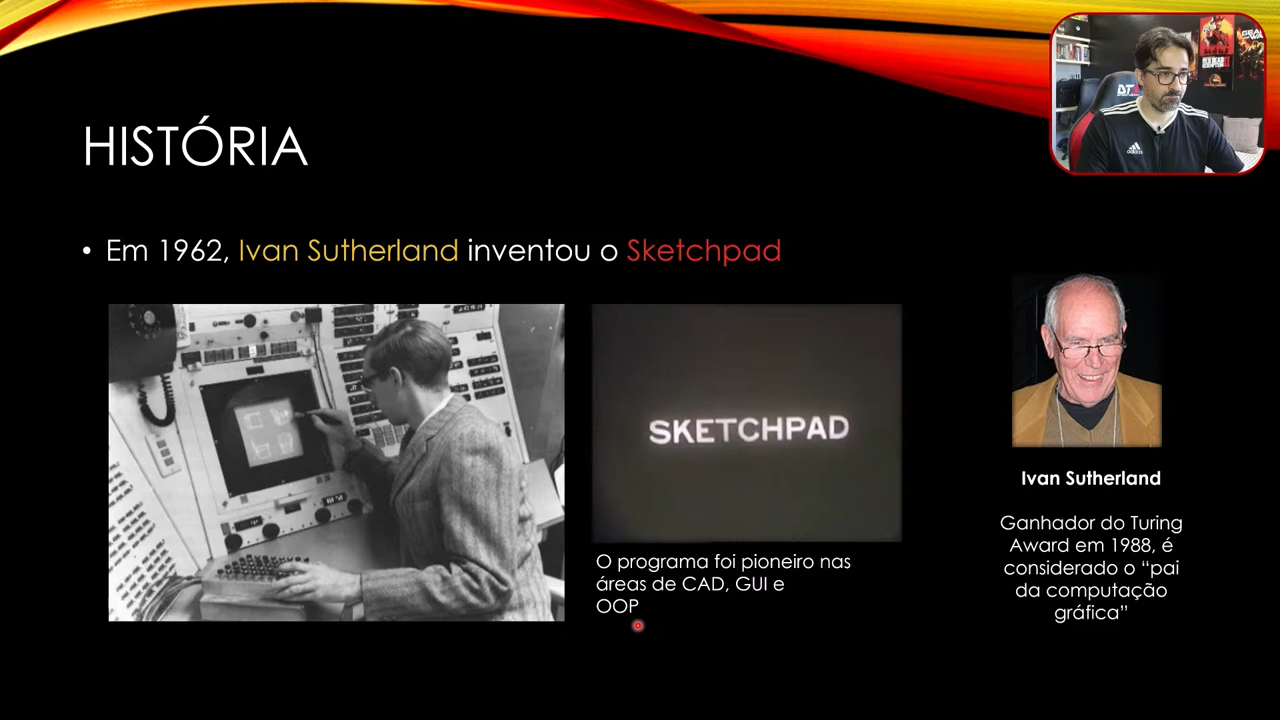 HISTÓRIA
• Em 1962, Ivan Sutherland inventou o Sketchpad
SKETCHPAD
O programa foi pioneiro nas
áreas de CAD, GUI e
OOP
Ivan Sutherland
Ganhador do Turing
Award em 1988, é
considerado o “pai
da computação
gráfica”
adidas